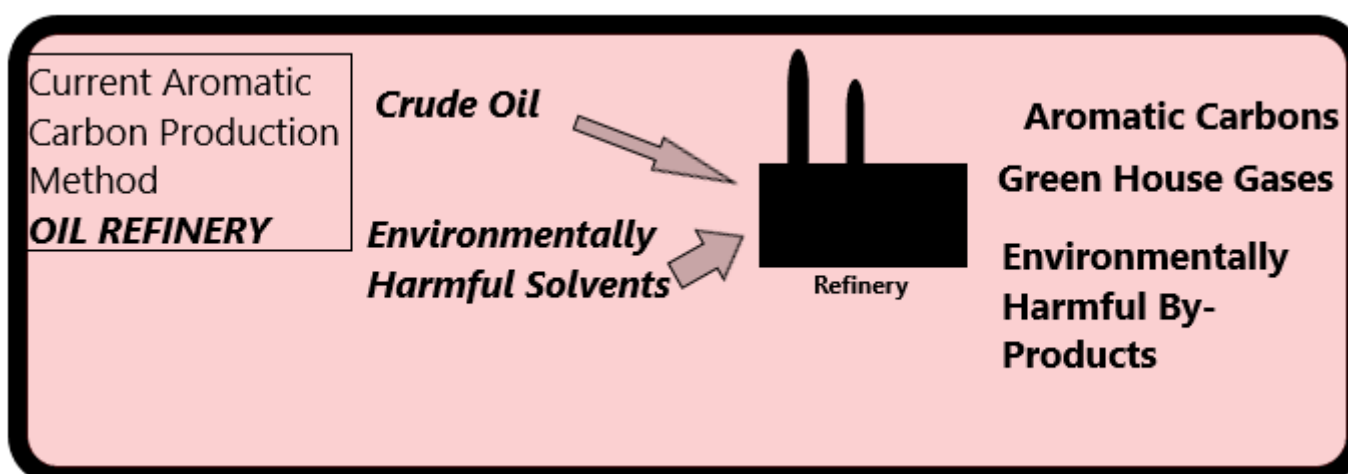 Current Aromatic
Carbon Production
Method
OIL REFINERY
Crude Oil
Environmentally
Harmful Solvents
Refinery
Aromatic Carbons
Green House Gases
Environmentally
Harmful By-
Products